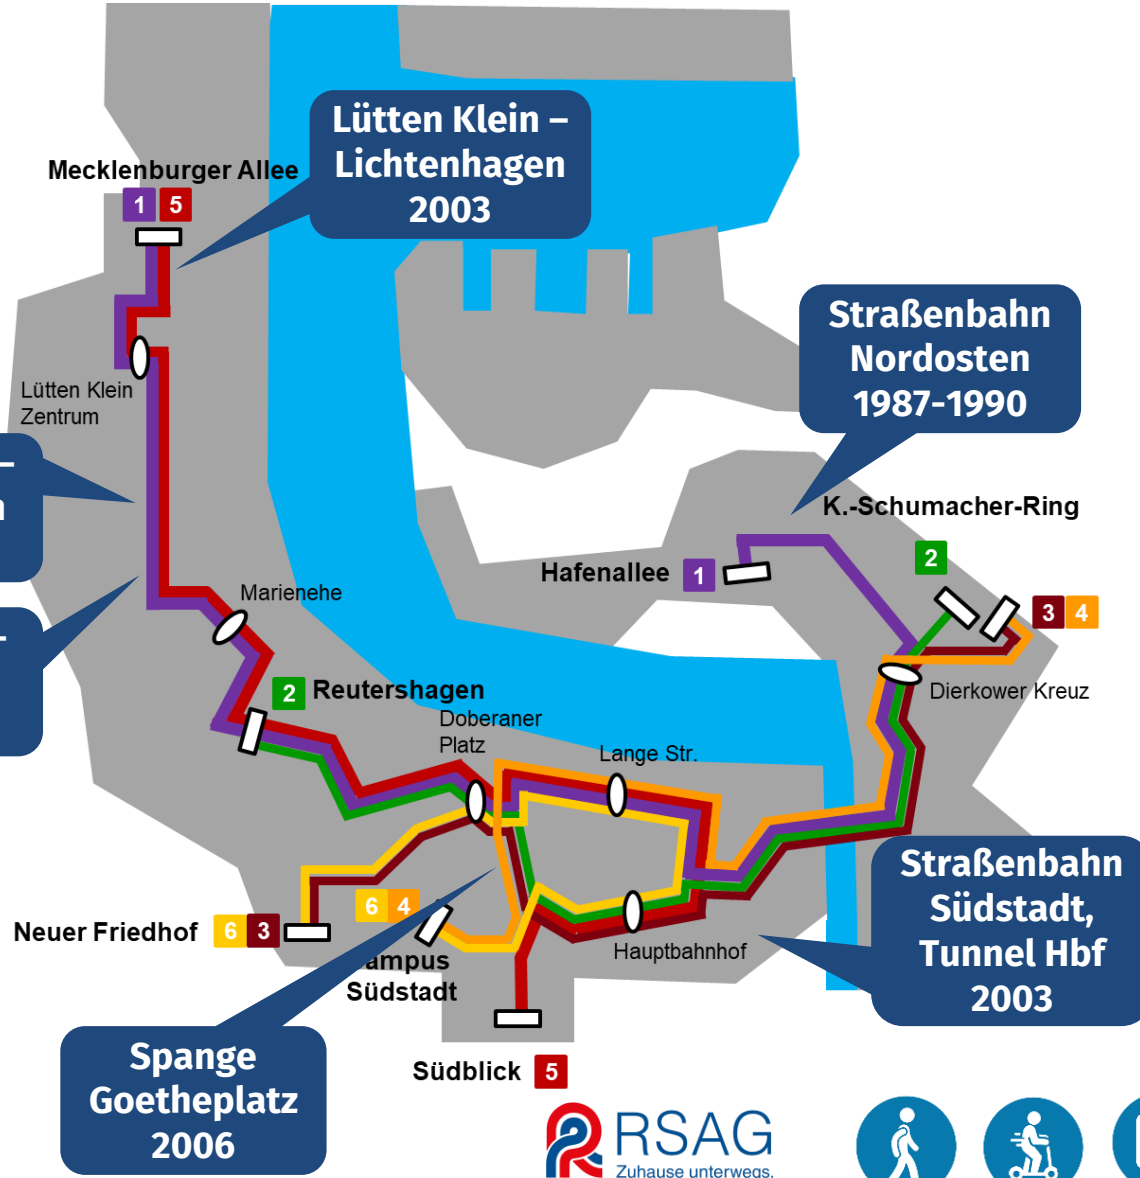 Lütten Klein –
Lichtenhagen
2003
Mecklenburger Allee
1 5
Lütten Klein
Zentrum
Straßenbahn
Nordosten
1987-1990
–
K.-Schumacher-Ring
2
Hafenallee 1
3 4
Marienehe
Dierkower Kreuz
2 Reutershagen
Doberaner
Platz
Lange Str.
Straßenbahn
Südstadt,
Tunnel Hbf
2003
6 4
Neuer Friedhof 6 3
ampus
Südstadt
Hauptbahnhof
Spange
Goetheplatz
2006
Südblick 5
RSAG
Zuhause unterwegs.